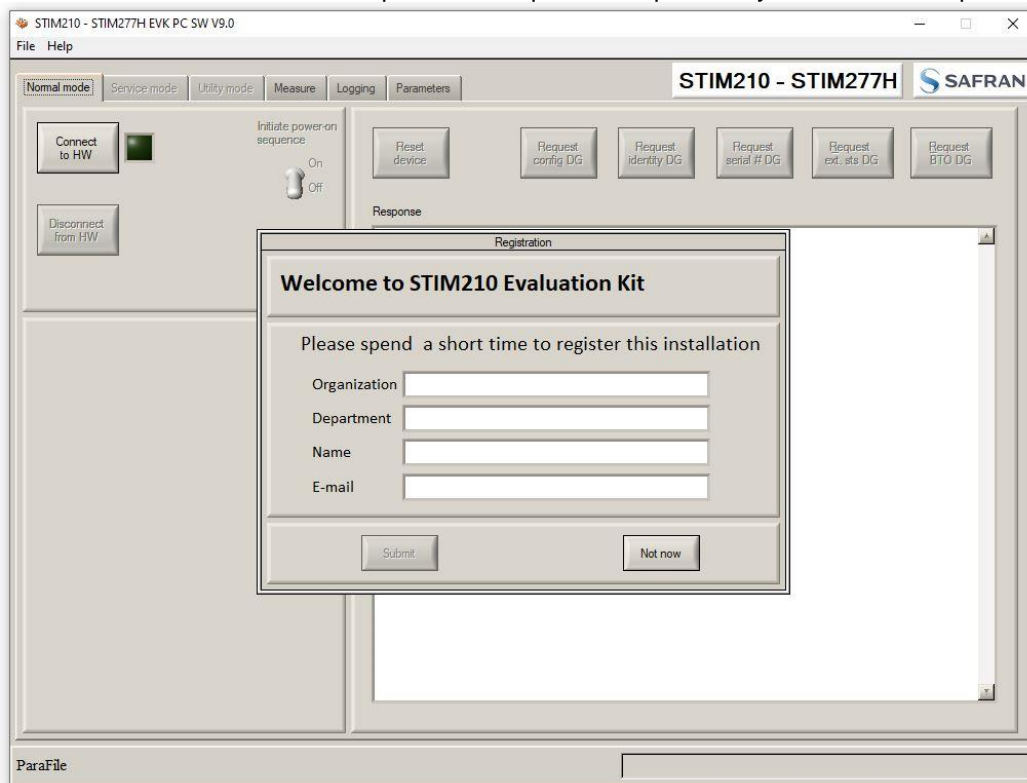 STIM210 - STIM277H EVK PC SW V9.0
File Help
Normal mode Service mode Utility mode Measure Logging Parameters
STIM210 - STIM277H
SAFRAN
Connect
to HW
Initiate power-on
sequence
On
Off
Disconnect
from HW
Reset
device
Request
config DG
Request
identity DG
Request
serial # DG
Request
ext. sts DG
Request
BTO DG
Response
Registration
Welcome to STIM210 Evaluation Kit
Please spend a short time to register this installation
Organization
Department
Name
E-mail
Submit
Not now
ParaFile